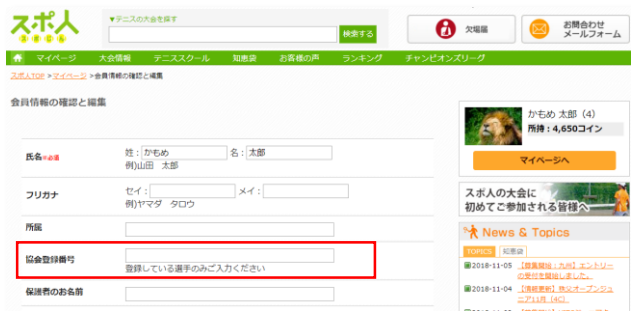 スポ人
スポじん
▼テニスの大会を探す
検索する
欠場届
お問合わせ
メールフォーム
マイページ 大会情報 テニススクール 知恵袋 お客様の声 ランキング チャンピオンズリーグ
スポ人TOP >マイページ >会員情報の確認と編集
会員情報の確認と編集
氏名※必須
姓：かもめ 名：太郎
例)山田 太郎
フリガナ
セイ： メイ：
例)ヤマダ タロウ
所属
協会登録番号
登録している選手のみご入力ください
保護者のお名前
かもめ 太郎（4）
所持：4,650コイン
マイページへ
スポ人の大会に
初めてご参加される皆様へ
News & Topics
TOPICS 知恵袋
2018-11-05 【募集開始：九州】エントリー
の受付を開始しました。
2018-11-04 【情報更新】秩父オープンジュ
ニア11月（4C）